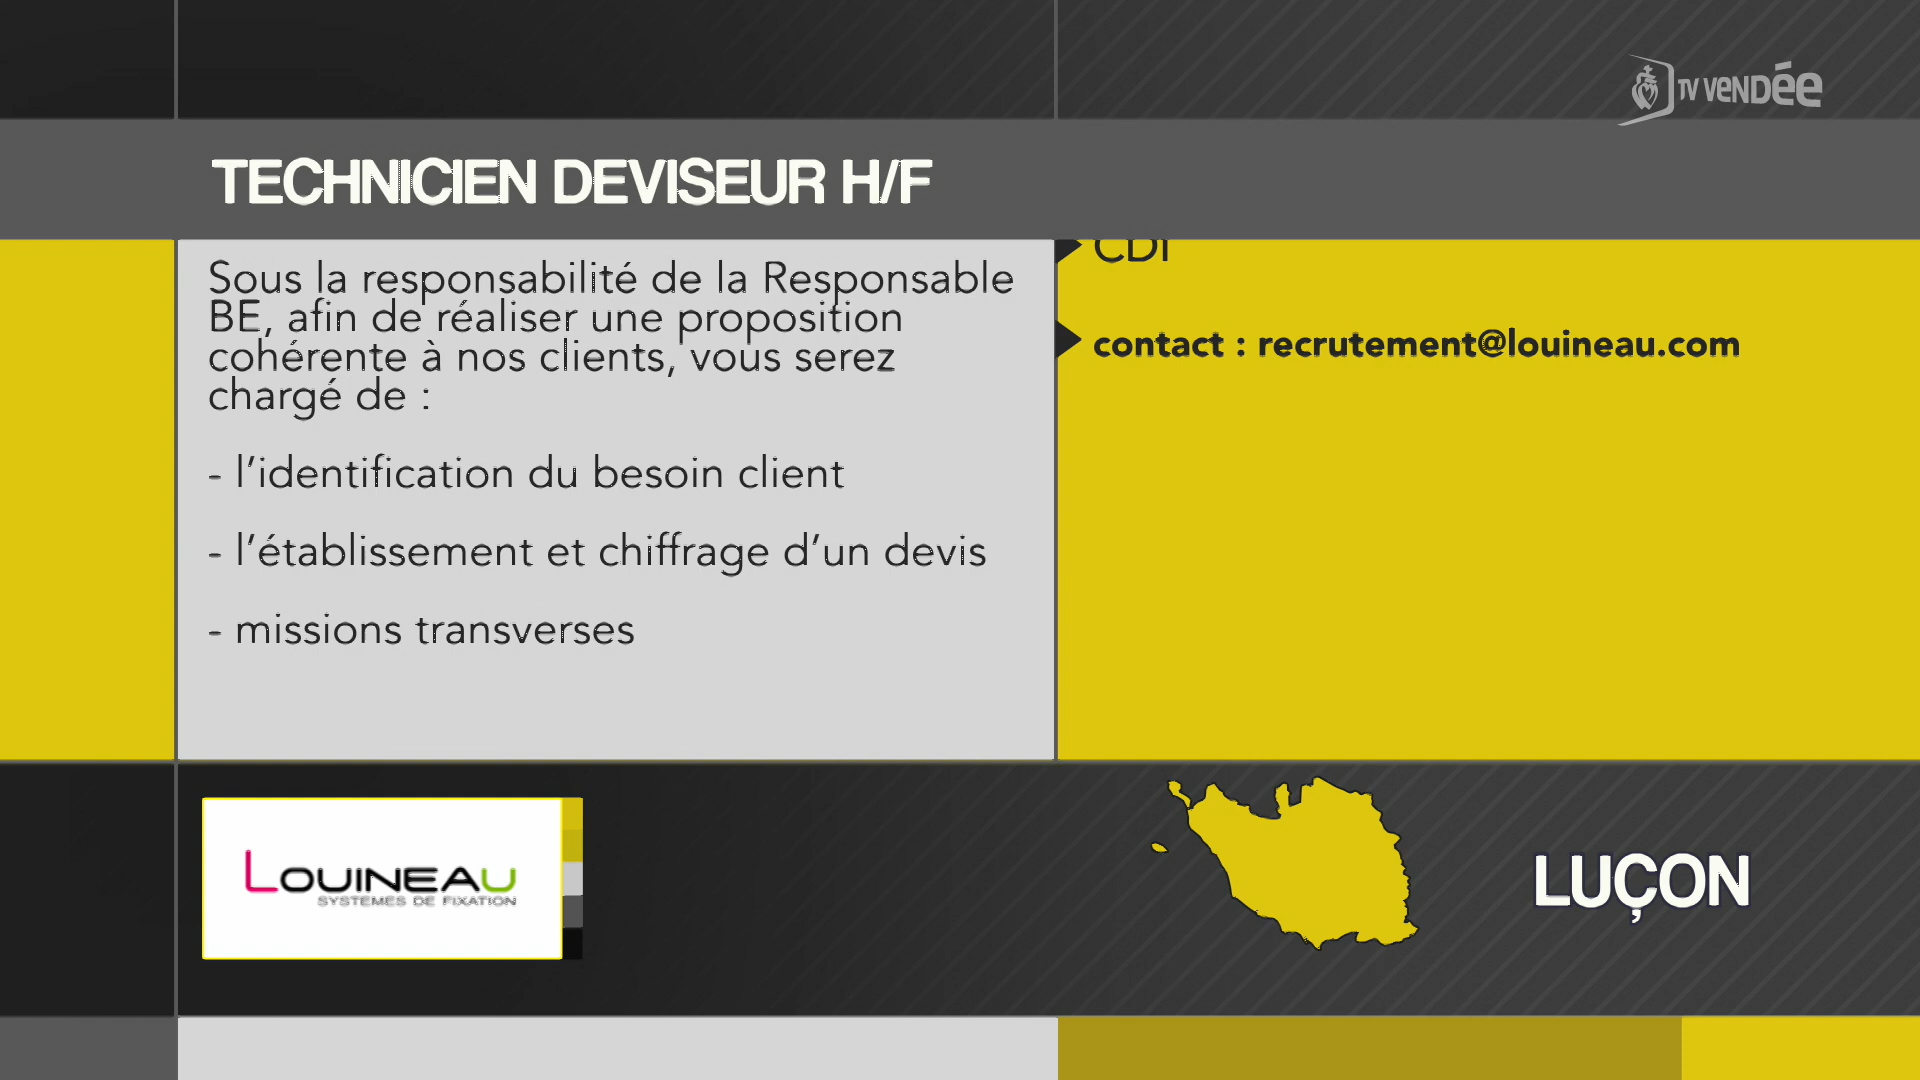 TV VENDÉE
TECHNICIEN DEVISEUR H/F
Sous la responsabilité de la Responsable
BE, afin de réaliser une proposition
cohérente à nos clients, vous serez
chargé de :
- l’identification du besoin client
- l’établissement et chiffrage d’un devis
- missions transverses
CDI
contact : recrutement@louineau.com
LOUINEAU
SYSTÈMES DE FIXATION
LUÇON